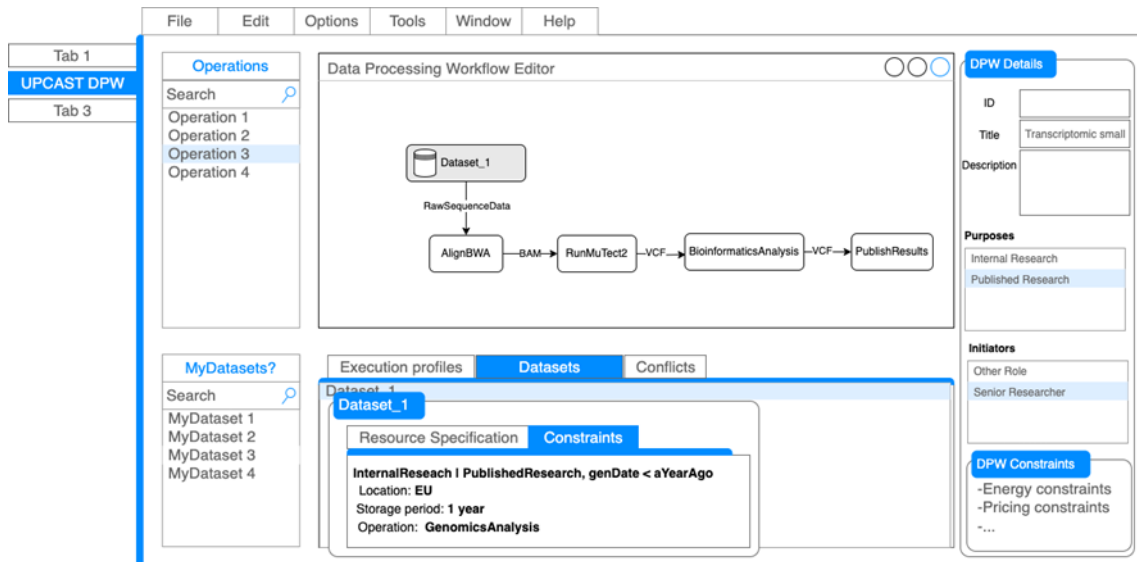 File Edit Options Tools Window Help
Tab 1
UPCAST DPW
Tab 3
Operations
Search
Operation 1
Operation 2
Operation 3
Operation 4
Data Processing Workflow Editor
Dataset_1
RawSequenceData
AlignBWA BAM RunMuTect2 VCF BioinformaticsAnalysis VCF PublishResults
DPW Details
ID
Title Transcriptomic small
Description
Purposes
Internal Research
Published Research
Initiators
Other Role
Senior Researcher
DPW Constraints
-Energy constraints
-Pricing constraints
-...
MyDatasets?
Search
MyDataset 1
MyDataset 2
MyDataset 3
MyDataset 4
Execution profiles Datasets Conflicts
Dataset_1
Dataset_1
Resource Specification Constraints
InternalReseach | PublishedResearch, genDate < aYearAgo
Location: EU
Storage period: 1 year
Operation: GenomicsAnalysis